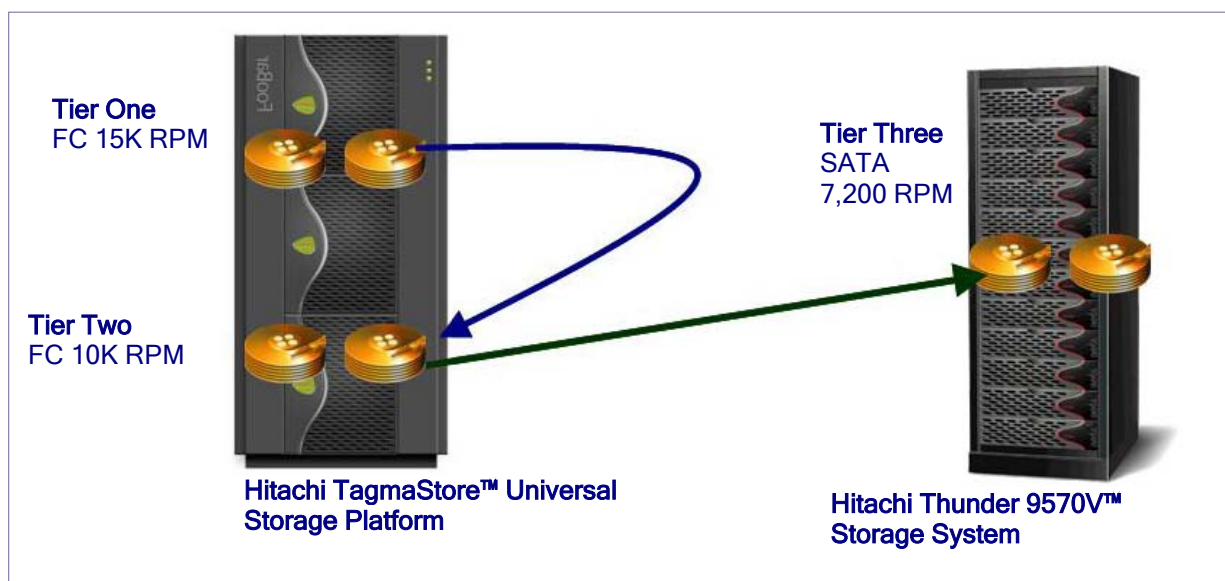 FooBar
Tier One
FC 15K RPM
Tier Three
SATA
7,200 RPM
Tier Two
FC 10K RPM
Hitachi TagmaStore™ Universal
Storage Platform
Hitachi Thunder 9570V™
Storage System